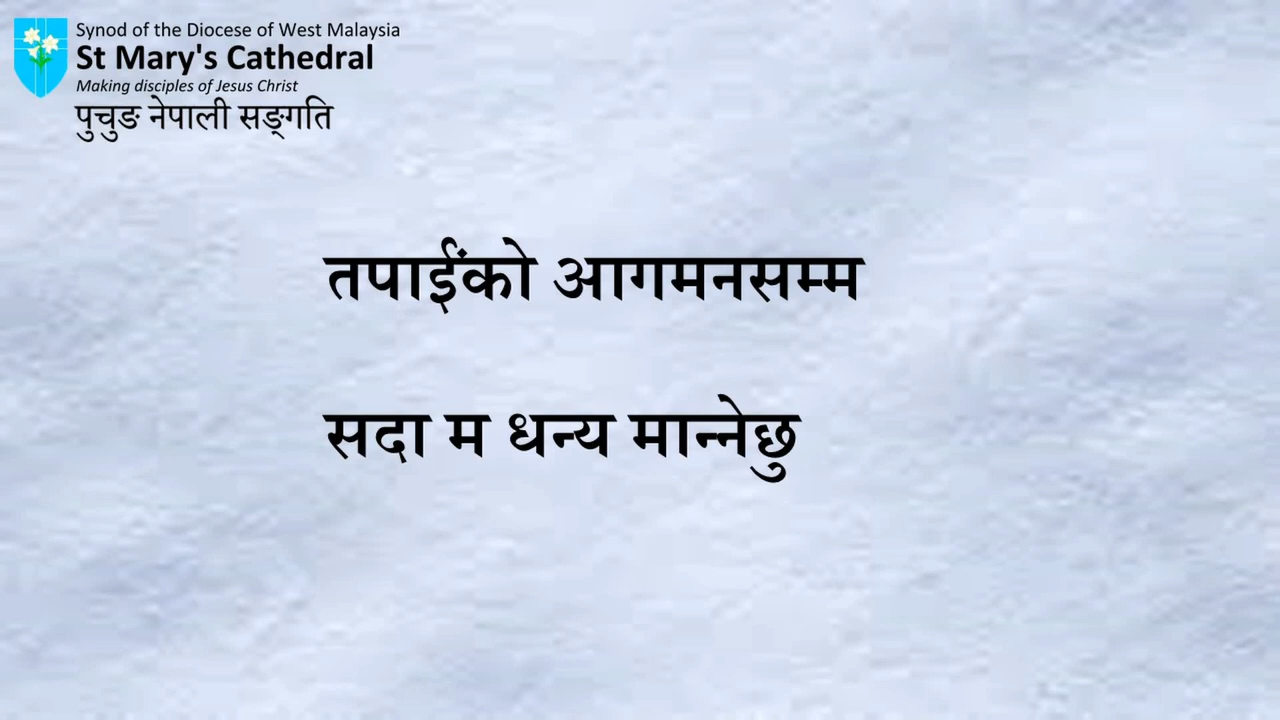 Synod of the Diocese of West Malaysia
St Mary's Cathedral
Making disciples of Jesus Christ
पुचुङ नेपाली सङ्गति
तपाईंको आगमनसम्म
सदा म धन्य मान्नेछु